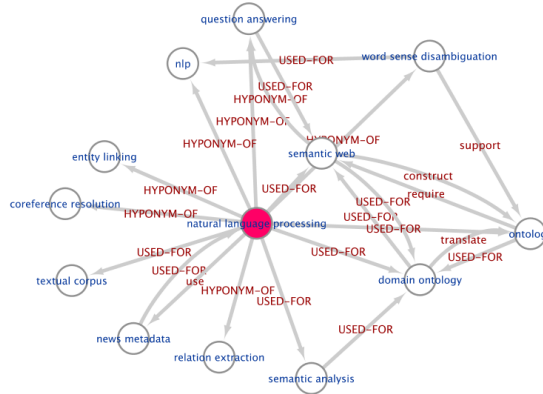 question answering
word sense disambiguation
USED-FOR
nlp
USED-FOR
HYPONYM-OF
HYPONYM-OF
HYPONYM-OF
support
semantic web
entity linking
construct
HYPONYM-OF
USED-FOR
require
HYPONYM-OF
USED-FOR
coreference resolution
HYPONYM-OF
USED-FOR
USED-FOR
natural language processing
ontology
translate
USED-FOR
USED-FOR
USED-FOR
USED-FOR
use
textual corpus
domain ontology
HYPONYM-OF
USED-FOR
USED-FOR
news metadata
relation extraction
semantic analysis